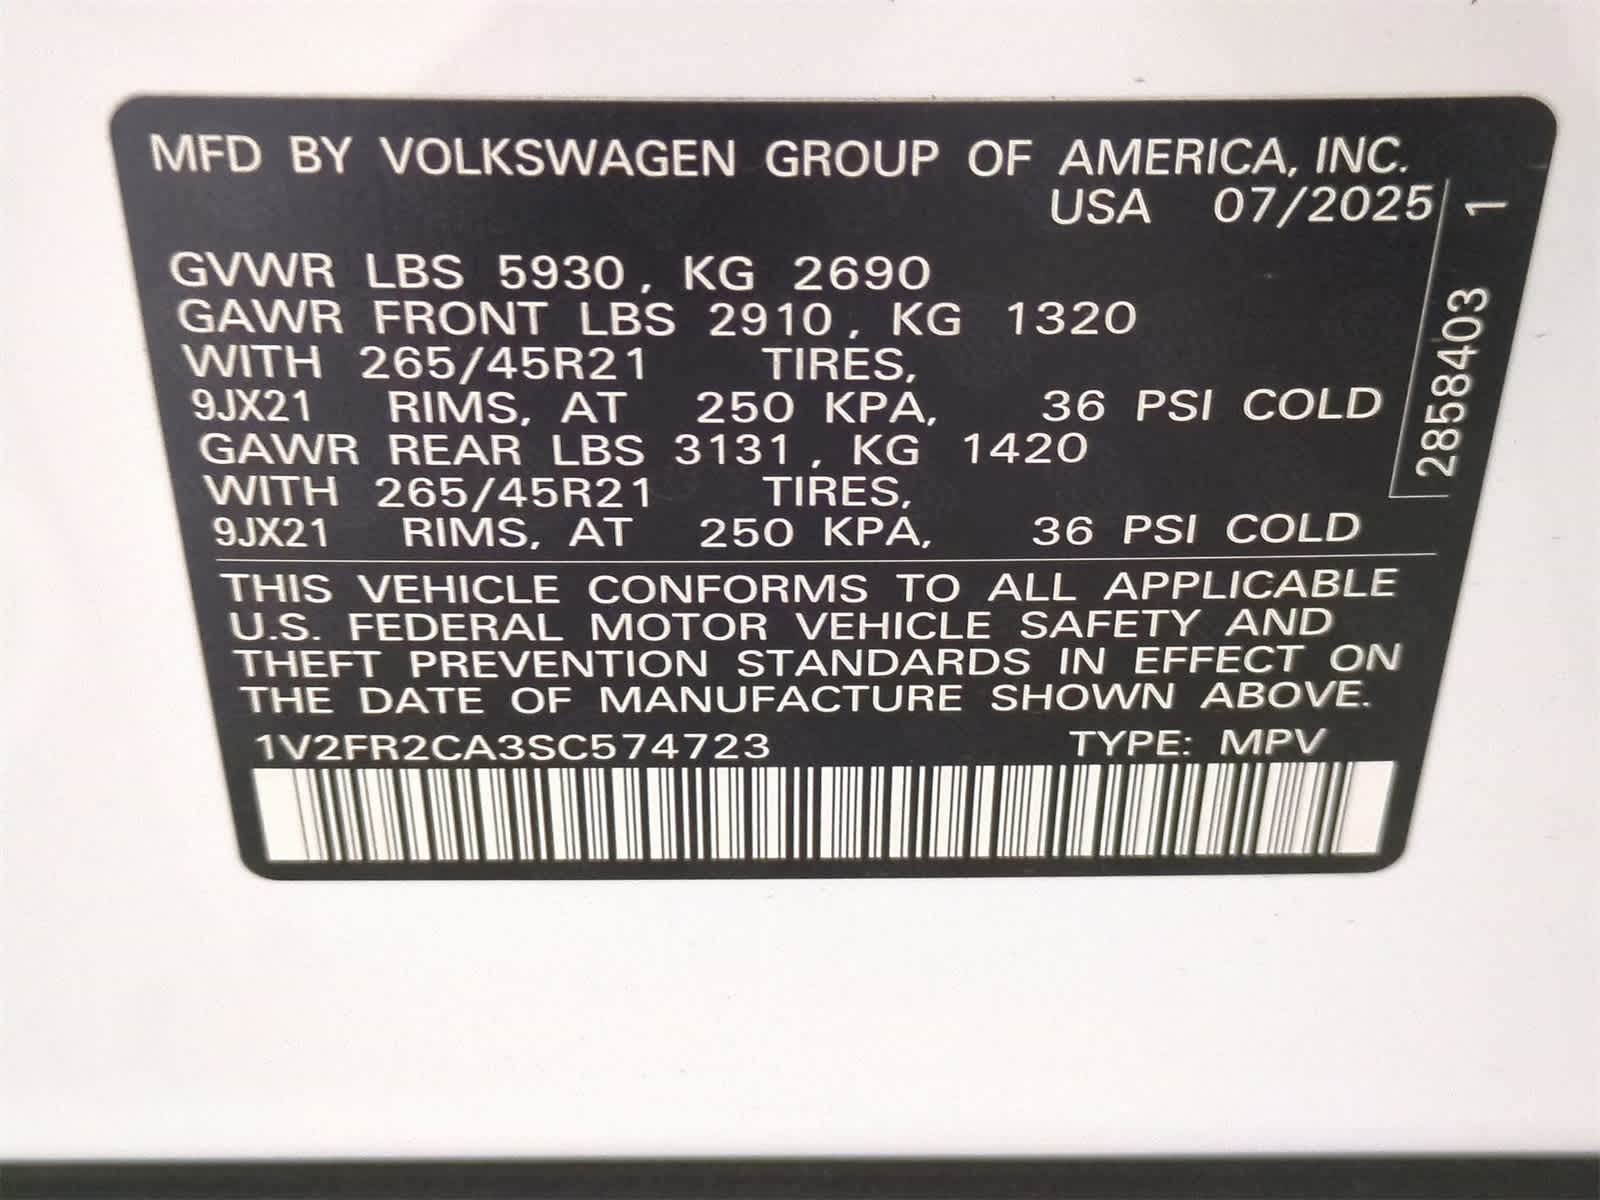 MFD BY VOLKSWAGEN GROUP OF AMERICA, INC.
USA 07/2025
GVWR LBS 5930, KG 2690
GAWR FRONT LBS 2910, KG 1320
WITH 265/45R21 TIRES,
9JX21 RIMS, AT 250 KPA, 36 PSI COLD
GAWR REAR LBS 3131, KG 1420
WITH 265/45R21 TIRES,
9JX21 RIMS, AT 250 KPA, 36 PSI COLD
THIS VEHICLE CONFORMS TO ALL APPLICABLE
U.S. FEDERAL MOTOR VEHICLE SAFETY AND
THEFT PREVENTION STANDARDS IN EFFECT ON
THE DATE OF MANUFACTURE SHOWN ABOVE.
1V2FR2CA3SC574723 TYPE: MPV
2858403 1